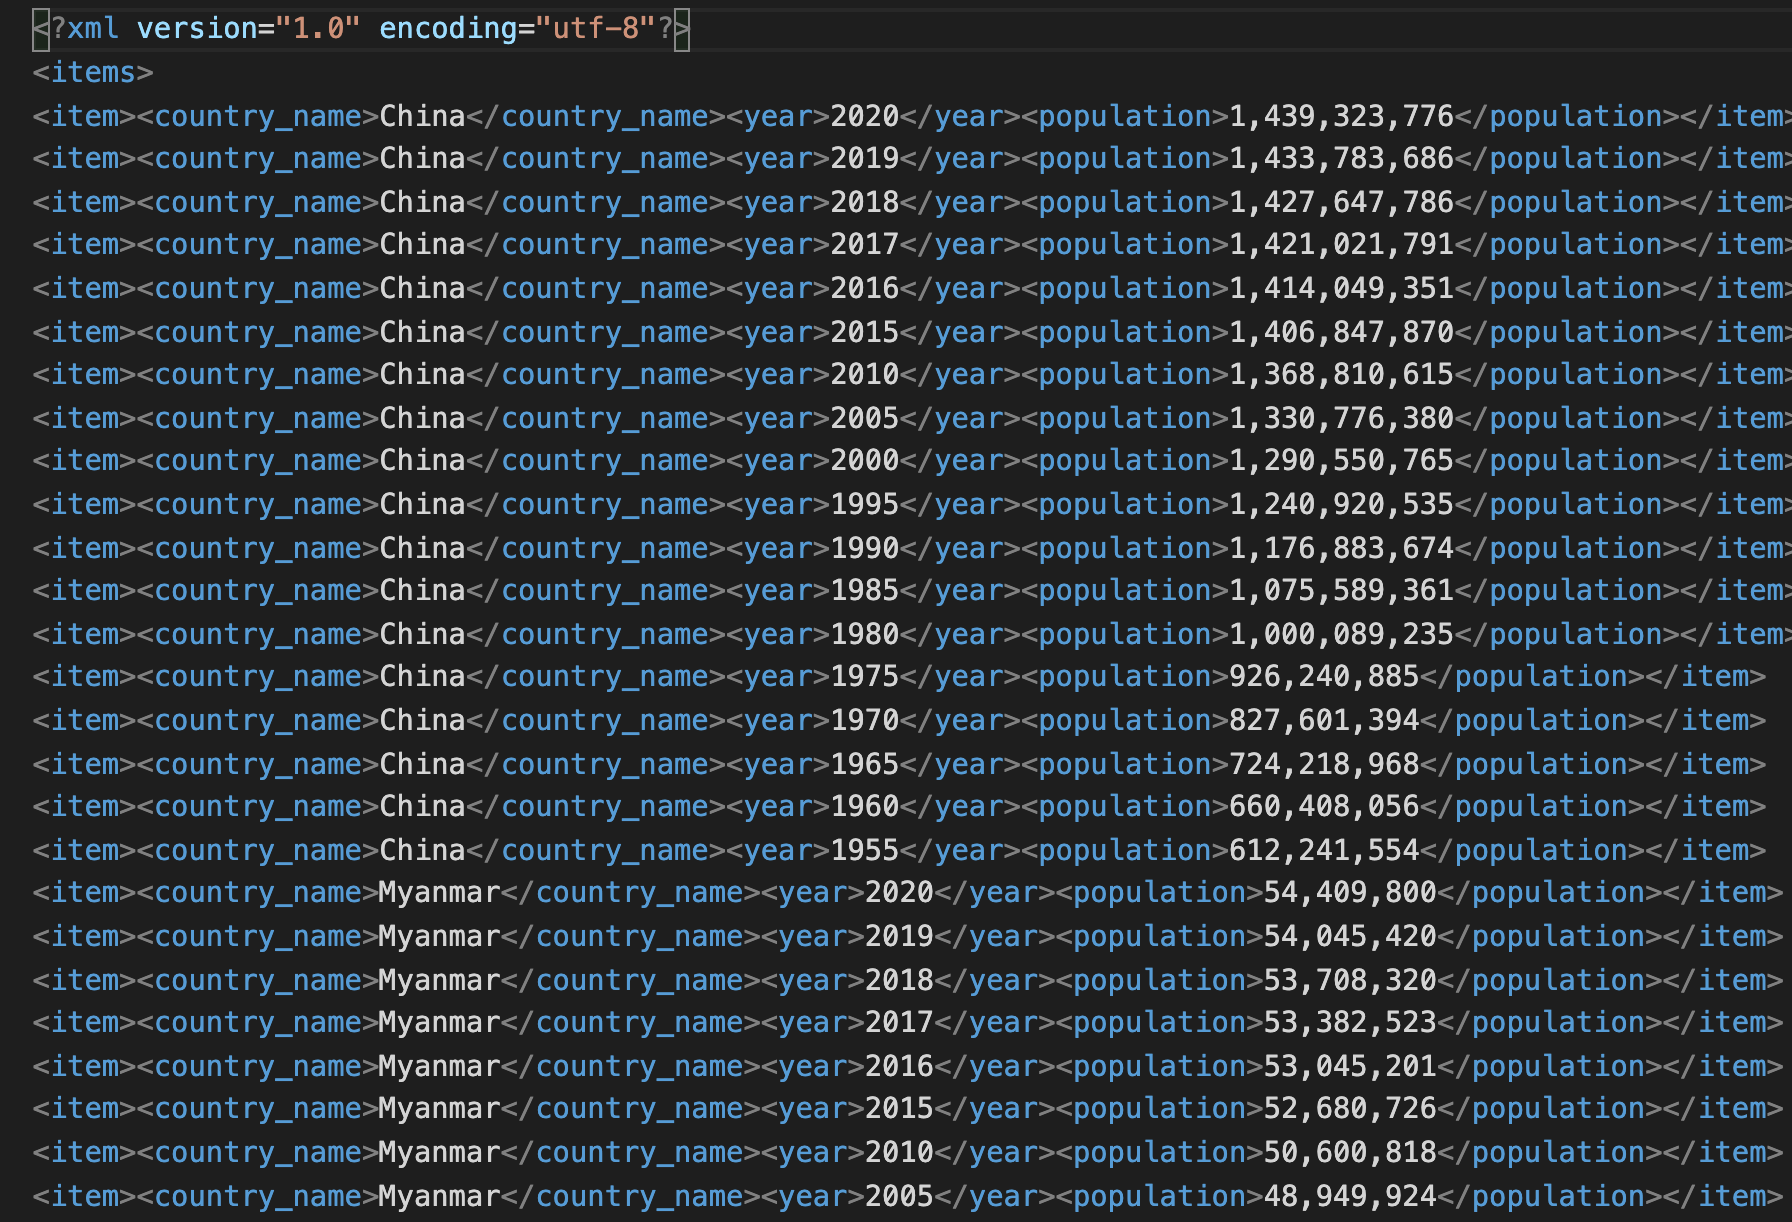 <?xml version="1.0" encoding="utf-8"?>
<items>
<item><country_name>China</country_name><year>2020</year><population>1,439,323,776</population></item>
<item><country_name>China</country_name><year>2019</year><population>1,433,783,686</population></item>
<item><country_name>China</country_name><year>2018</year><population>1,427,647,786</population></item>
<item><country_name>China</country_name><year>2017</year><population>1,421,021,791</population></item>
<item><country_name>China</country_name><year>2016</year><population>1,414,049,351</population></item>
<item><country_name>China</country_name><year>2015</year><population>1,406,847,870</population></item>
<item><country_name>China</country_name><year>2010</year><population>1,368,810,615</population></item>
<item><country_name>China</country_name><year>2005</year><population>1,330,776,380</population></item>
<item><country_name>China</country_name><year>2000</year><population>1,290,550,765</population></item>
<item><country_name>China</country_name><year>1995</year><population>1,240,920,535</population></item>
<item><country_name>China</country_name><year>1990</year><population>1,176,883,674</population></item>
<item><country_name>China</country_name><year>1985</year><population>1,075,589,361</population></item>
<item><country_name>China</country_name><year>1980</year><population>1,000,089,235</population></item>
<item><country_name>China</country_name><year>1975</year><population>926,240,885</population></item>
<item><country_name>China</country_name><year>1970</year><population>827,601,394</population></item>
<item><country_name>China</country_name><year>1965</year><population>724,218,968</population></item>
<item><country_name>China</country_name><year>1960</year><population>660,408,056</population></item>
<item><country_name>China</country_name><year>1955</year><population>612,241,554</population></item>
<item><country_name>Myanmar</country_name><year>2020</year><population>54,409,800</population></item>
<item><country_name>Myanmar</country_name><year>2019</year><population>54,045,420</population></item>
<item><country_name>Myanmar</country_name><year>2018</year><population>53,708,320</population></item>
<item><country_name>Myanmar</country_name><year>2017</year><population>53,382,523</population></item>
<item><country_name>Myanmar</country_name><year>2016</year><population>53,045,201</population></item>
<item><country_name>Myanmar</country_name><year>2015</year><population>52,680,726</population></item>
<item><country_name>Myanmar</country_name><year>2010</year><population>50,600,818</population></item>
<item><country_name>Myanmar</country_name><year>2005</year><population>48,949,924</population></item>